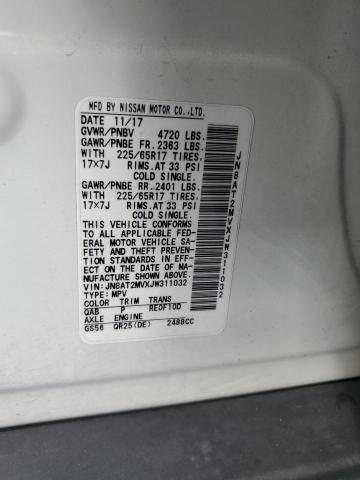 MFD BY NISSAN MOTOR CO.,LTD.
DATE 11/17
GVWR/PNBV 4720 LBS.
GAWR/PNBE FR. 2363 LBS.
WITH 225/65R17 TIRES.
17×7J RIMS.AT 33 PSI
COLD SINGLE.
GAWR/PNBE RR. 2401 LBS.
WITH 225/65R17 TIRES.
17×7J RIMS.AT 33 PSI
COLD SINGLE.
THIS VEHICLE CONFORMS
TO ALL APPLICABLE FED-
ERAL MOTOR VEHICLE SA-
FETY AND THEFT PREVEN-
TION STANDARDS IN EFF-
ECT ON THE DATE OF MA-
NUFACTURE SHOWN ABOVE.
VIN: JN8AT2MVXJW311032
TYPE: MPV
COLOR TRIM TRANS
QAB P RE0F10D
AXLE ENGINE
GS56 QR25(DE) 2488CC
JN8AT2MVXJW311032